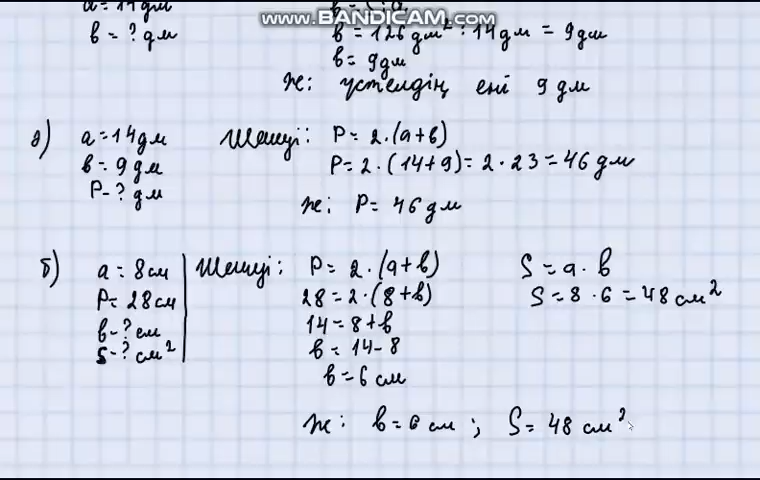 WWW.BANDICAM.COM
a = 14 дм
в = ? дм
в = 126 дм² : 14 дм = 9 дм
в = 9 дм
Ж: үстелдің ені 9 дм
ә) a = 14 дм
в = 9 дм
P - ? дм
Шешуі: P = 2 · (a + в)
P = 2 · (14 + 9) = 2 · 23 = 46 дм
Ж: P = 46 дм
б) a = 8 см
P = 28 см
в - ? см
S - ? см²
Шешуі: P = 2 · (a + в)
28 = 2 · (8 + в)
14 = 8 + в
в = 14 - 8
в = 6 см
S = a · в
S = 8 · 6 = 48 см²
Ж: в = 6 см ; S = 48 см²